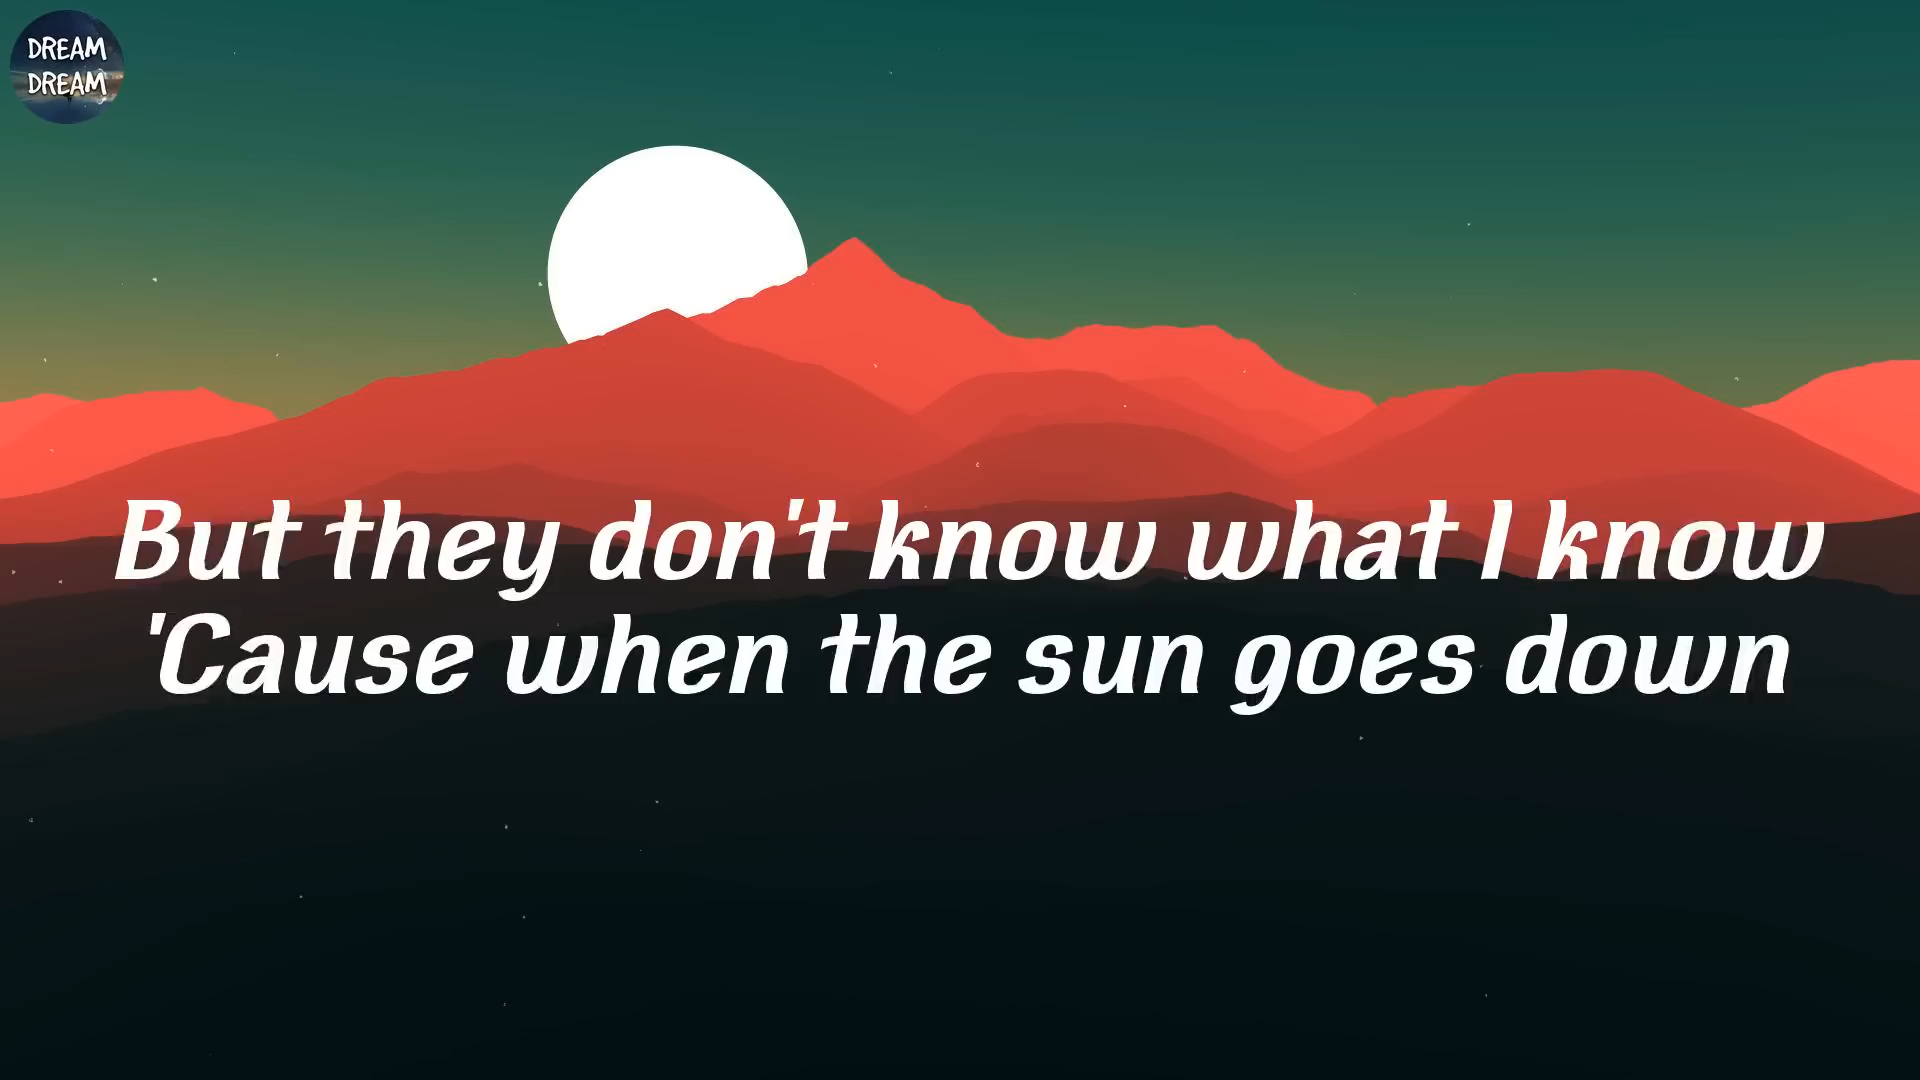 DREAM
DREAM
But they don't know what I know
'Cause when the sun goes down